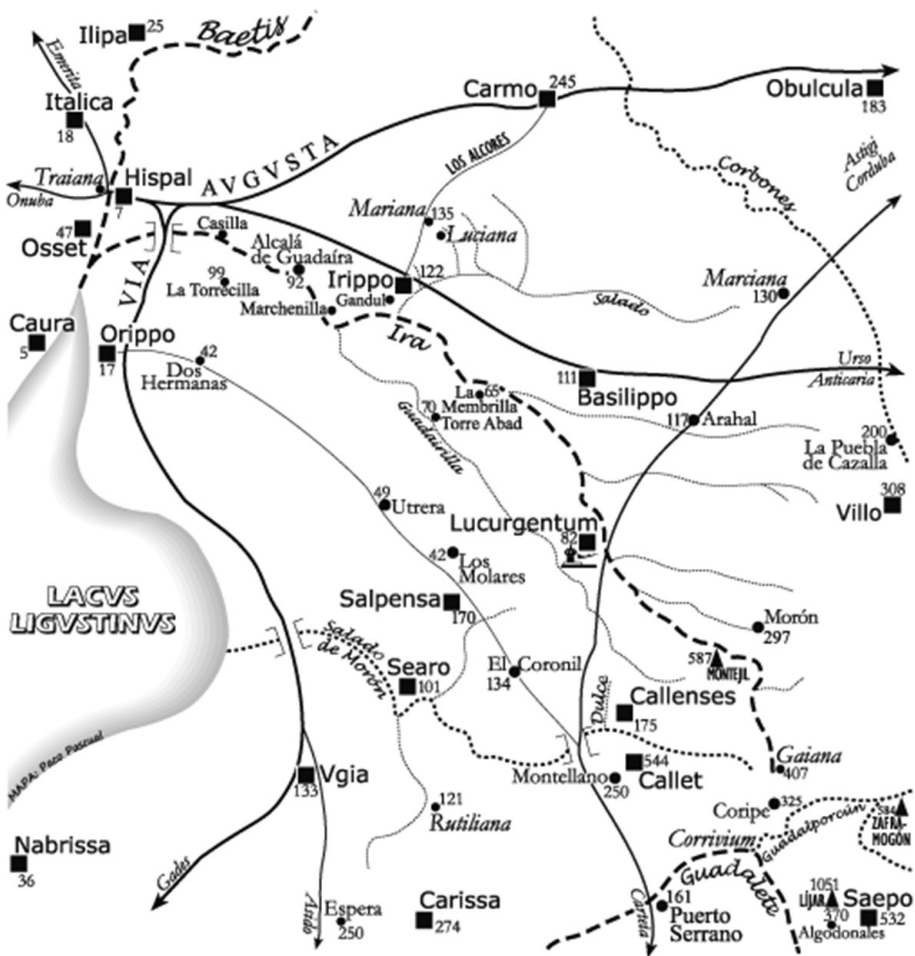 Ilipa 25
Baetis
Emerita
Italica
18
Carmo 245
Obulcula
183
LOS ALCORES
Corbones
Astigi
Corduba
Traiana
Onuba
Hispal
7
AVGVSTA
VIA
47
Osset
Casilla
Alcalá
de Guadaíra
92
99
La Torrecilla
Mariana 135
Luciana
Irippo 122
Gandul
Marchenilla
Salado
Marciana
130
Ira
Caura
5
Orippo
17
42
Dos
Hermanas
111
Basilippo
Urso
Anticaria
La 65
Membrilla
70
Torre Abad
Guadairilla
117 Arahal
200
La Puebla
de Cazalla
308
Villo
49
Utrera
Lucurgentum
82
42 Los
Molares
LACVS
LIGVSTINVS
Salpensa
170
Morón
297
587
MONTEJIL
Salado
de Morón
Searo
101
El Coronil
134
Dulce
Callenses
175
544
Callet
Montellano
250
Gaiana
407
MAPA: Paco Pascual
Vgia
133
121
Rutiliana
Coripe 325
Guadalporcún
584
ZAFRA-
MOGÓN
Corrivium
Guadalete
Nabrissa
36
Gades
Asido
Espera
250
Carissa
274
Carteia
161
Puerto
Serrano
1051
LÍJAR
370
Algodonales
Saepo
532